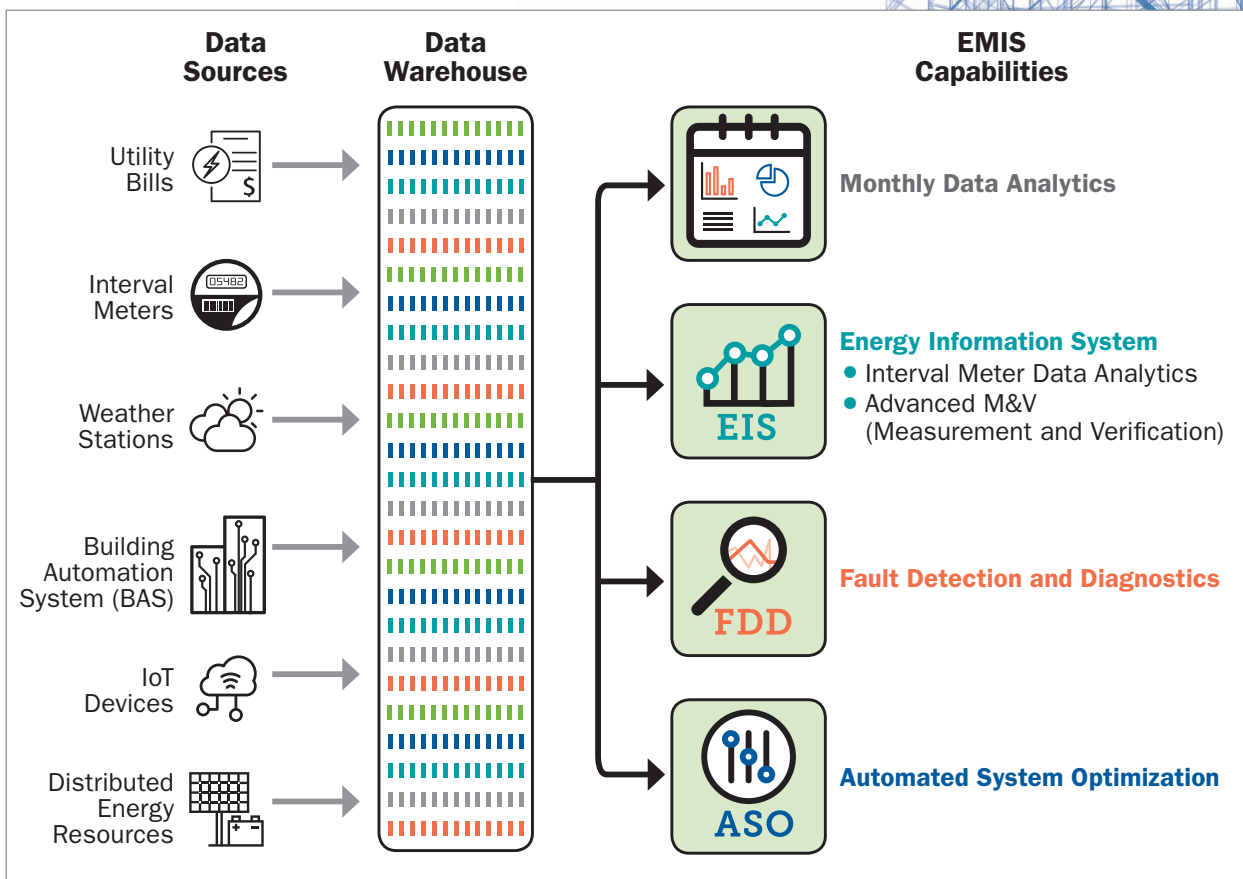 Data
Sources
Data
Warehouse
EMIS
Capabilities
Utility
Bills
$
Interval
Meters
05482
Weather
Stations
Building
Automation
System (BAS)
IoT
Devices
Distributed
Energy
Resources
+ -
Monthly Data Analytics
EIS
Energy Information System
• Interval Meter Data Analytics
• Advanced M&V
(Measurement and Verification)
FDD
Fault Detection and Diagnostics
ASO
Automated System Optimization